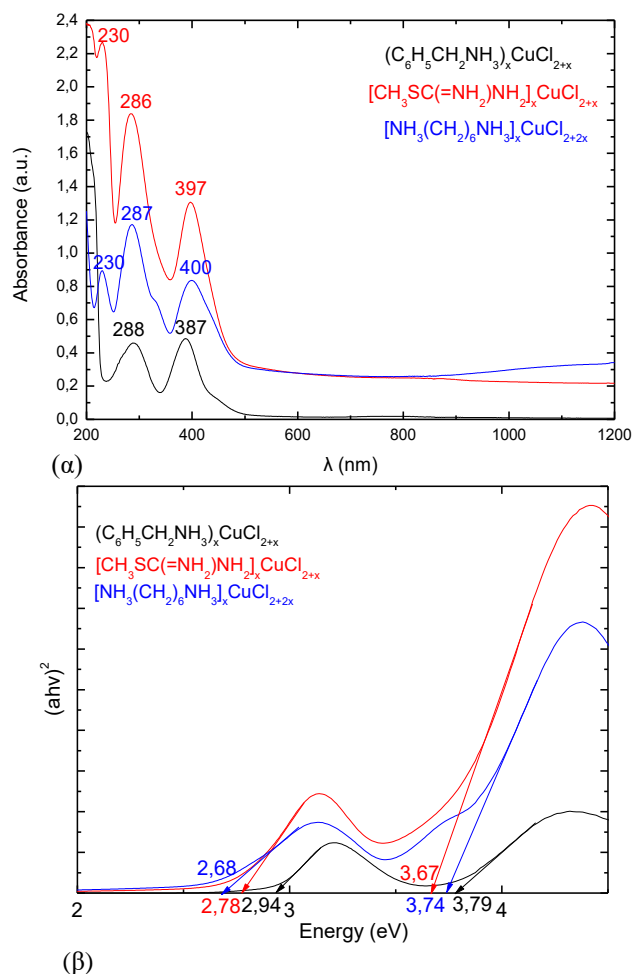 2,4
2,2
2,0
1,8
1,6
1,4
1,2
1,0
0,8
0,6
0,4
0,2
0,0
Absorbance (a.u.)
230
286
397
287
230
400
288
387
(C6H5CH2NH3)xCuCl2+x
[CH3SC(=NH2)NH2]xCuCl2+x
[NH3(CH2)6NH3]xCuCl2+2x
200 400 600 800 1000 1200
λ (nm)
(α)
(C6H5CH2NH3)xCuCl2+x
[CH3SC(=NH2)NH2]xCuCl2+x
[NH3(CH2)6NH3]xCuCl2+2x
(ahv)2
2,68
3,67
2,78 2,94 3,74 3,79
2 3 4
Energy (eV)
(β)